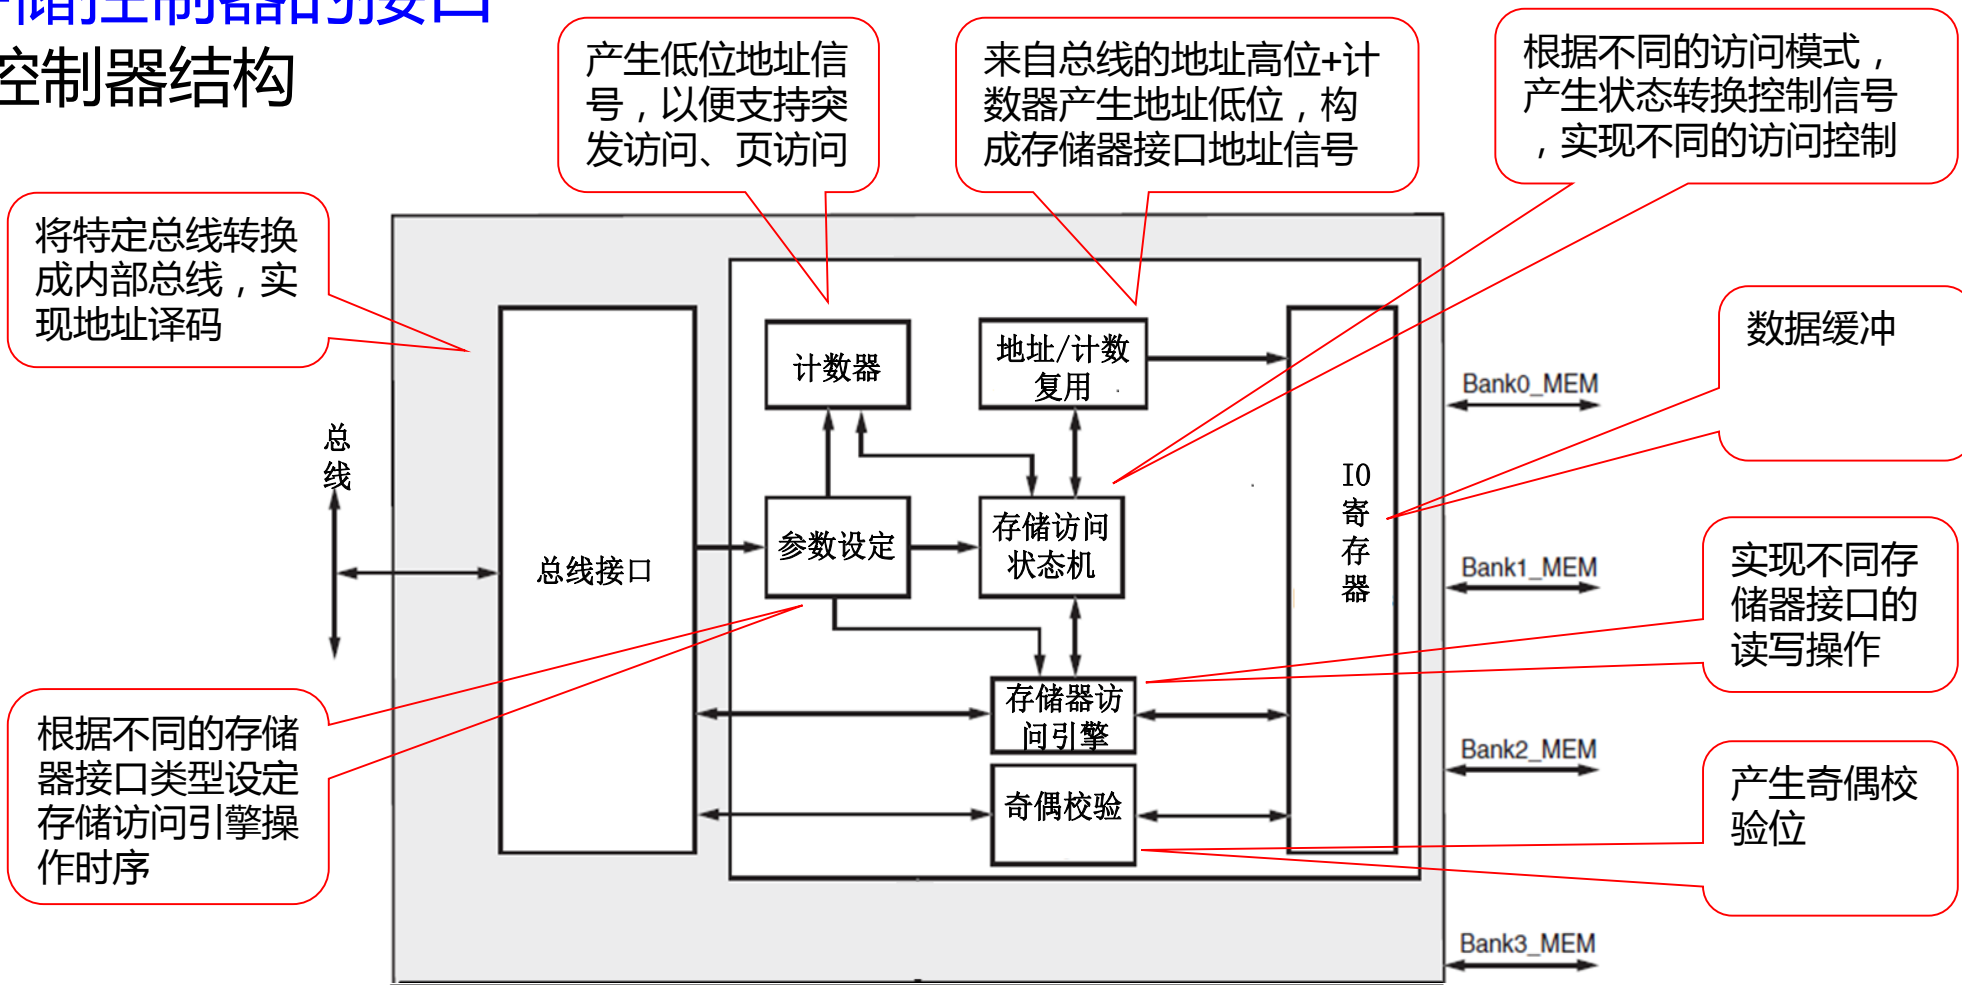 储控制器的接口
控制器结构
产生低位地址信
号，以便支持突
发访问、页访问
来自总线的地址高位+计
数器产生地址低位，构
成存储器接口地址信号
根据不同的访问模式，
产生状态转换控制信号
，实现不同的访问控制
将特定总线转换
成内部总线，实
现地址译码
数据缓冲
计数器
地址/计数
复用
Bank0_MEM
总
线
IO
寄
存
器
参数设定
存储访问
状态机
总线接口
Bank1_MEM
实现不同存
储器接口的
读写操作
存储器访
问引擎
根据不同的存储
器接口类型设定
存储访问引擎操
作时序
Bank2_MEM
奇偶校验
产生奇偶校
验位
Bank3_MEM